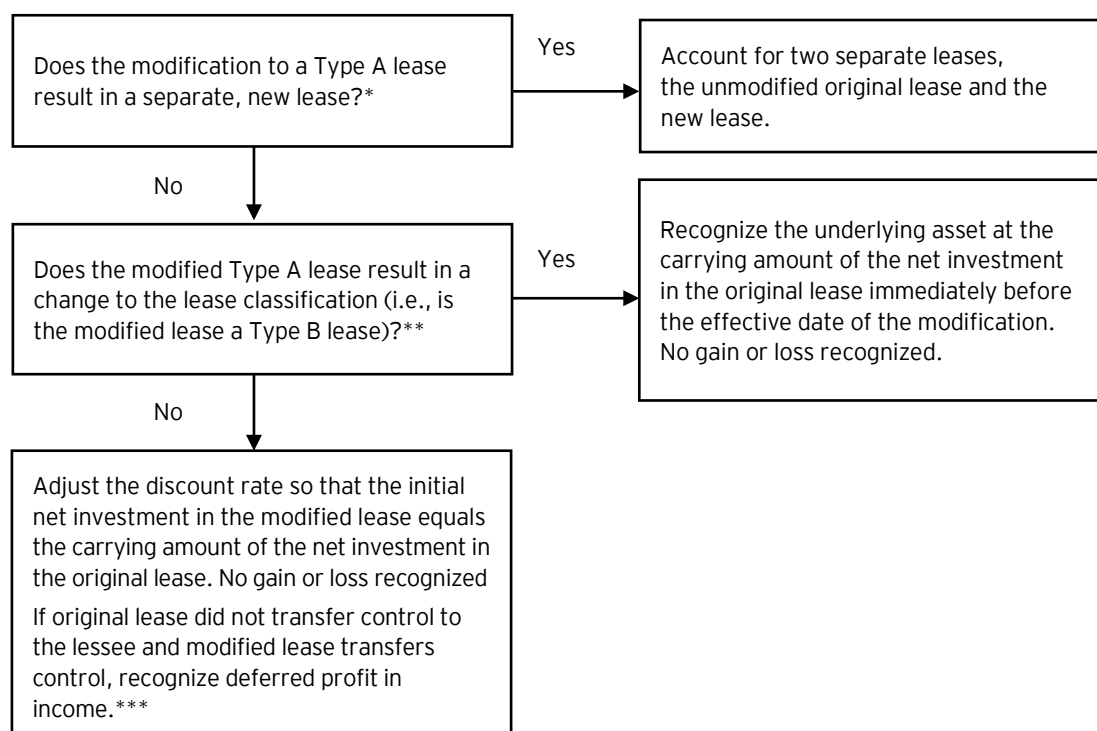 Does the modification to a Type A lease
result in a separate, new lease?*
Yes
Account for two separate leases,
the unmodified original lease and the
new lease.
No
Does the modified Type A lease result in a
change to the lease classification (i.e., is
the modified lease a Type B lease)?**
Yes
Recognize the underlying asset at the
carrying amount of the net investment
in the original lease immediately before
the effective date of the modification.
No gain or loss recognized.
No
Adjust the discount rate so that the initial
net investment in the modified lease equals
the carrying amount of the net investment in
the original lease. No gain or loss recognized
If original lease did not transfer control to
the lessee and modified lease transfers
control, recognize deferred profit in
income.***